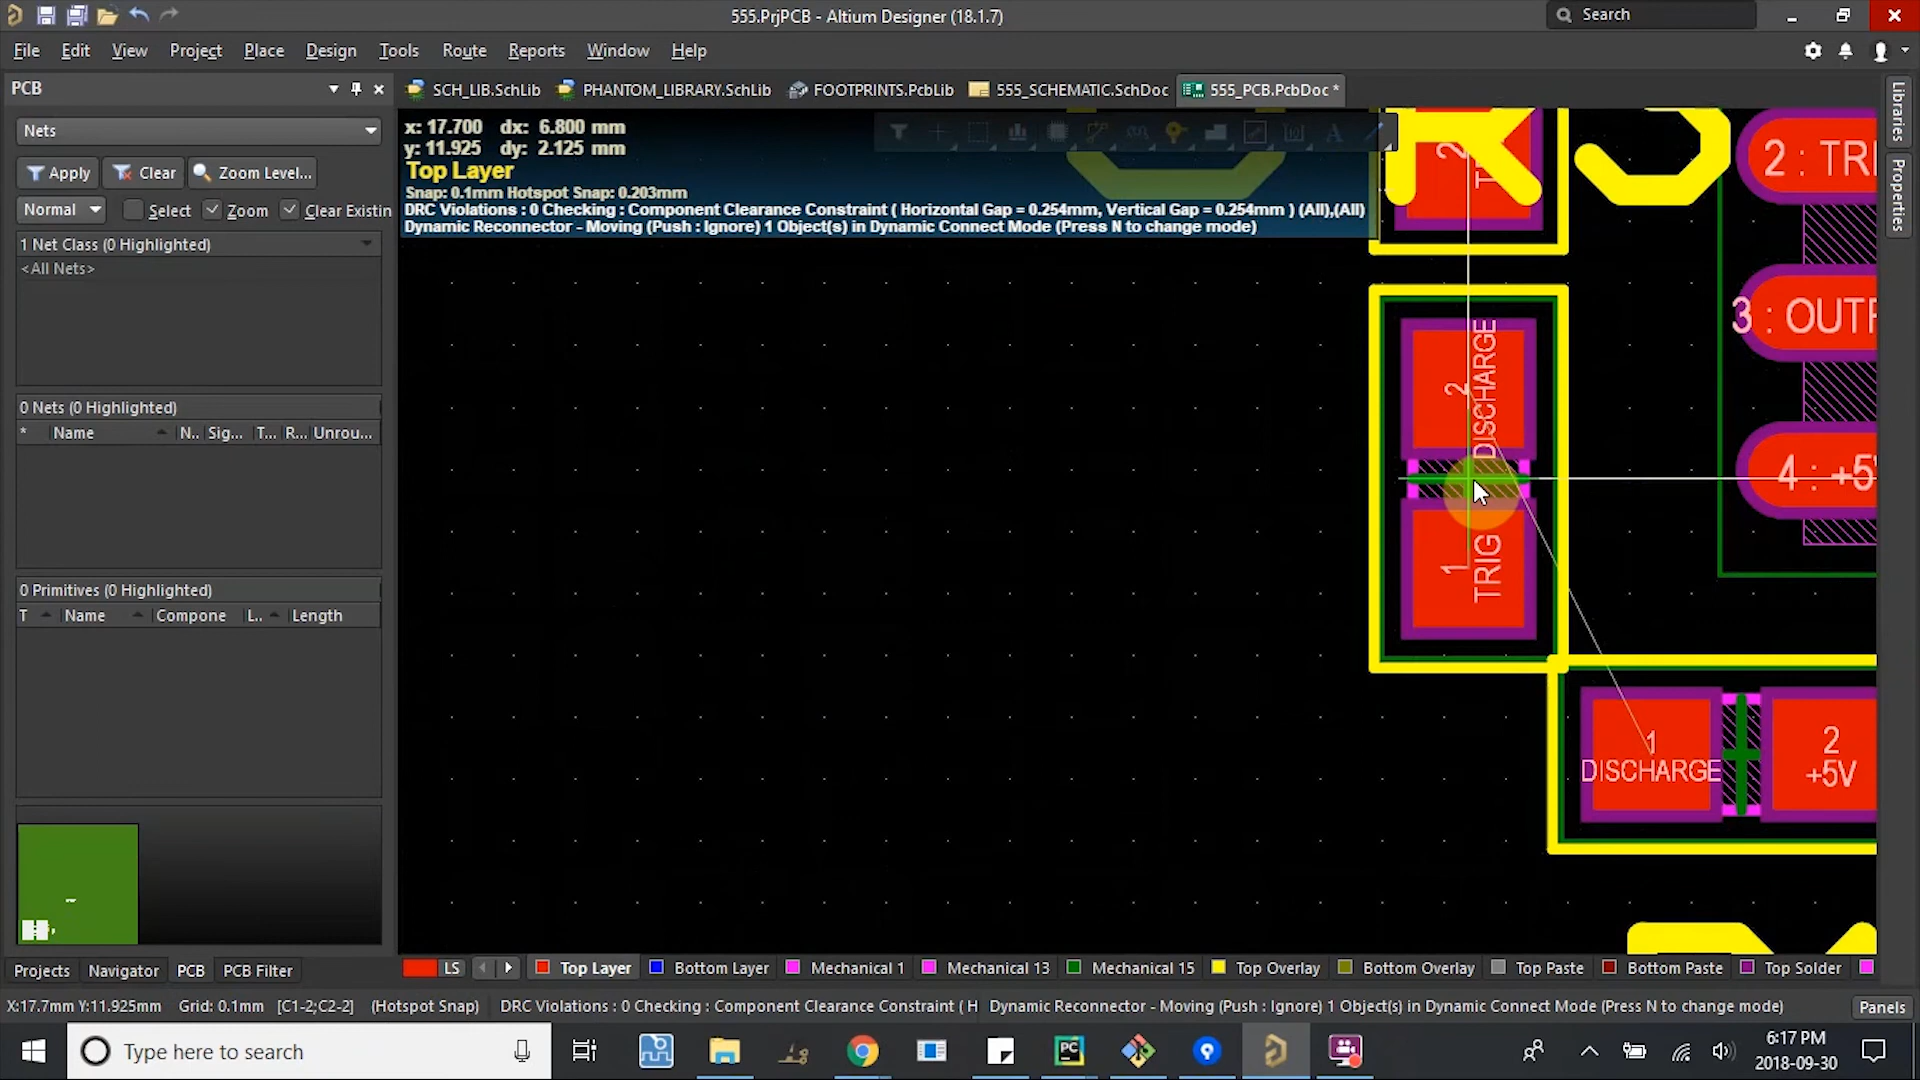 555.PrjPCB - Altium Designer (18.1.7)
Search
File Edit View Project Place Design Tools Route Reports Window Help
PCB
SCH_LIB.SchLib PHANTOM_LIBRARY.SchLib FOOTPRINTS.PcbLib 555_SCHEMATIC.SchDoc 555_PCB.PcbDoc *
Libraries
Properties
Nets
Apply Clear Zoom Level...
Normal Select Zoom Clear Existin
1 Net Class (0 Highlighted)
<All Nets>
0 Nets (0 Highlighted)
* Name N.. Sig... T... R... Unrou...
0 Primitives (0 Highlighted)
T Name Compone L.. Length
x: 17.700 dx: 6.800 mm
y: 11.925 dy: 2.125 mm
Top Layer
Snap: 0.1mm Hotspot Snap: 0.203mm
DRC Violations : 0 Checking : Component Clearance Constraint ( Horizontal Gap = 0.254mm, Vertical Gap = 0.254mm ) (All),(All)
Dynamic Reconnector - Moving (Push : Ignore) 1 Object(s) in Dynamic Connect Mode (Press N to change mode)
2
R
2 : TRI
3 : OUTP
4 : +5V
2
DISCHARGE
1
TRIG
1
DISCHARGE
2
+5V
Projects Navigator PCB PCB Filter
LS Top Layer Bottom Layer Mechanical 1 Mechanical 13 Mechanical 15 Top Overlay Bottom Overlay Top Paste Bottom Paste Top Solder
X:17.7mm Y:11.925mm Grid: 0.1mm [C1-2;C2-2] (Hotspot Snap) DRC Violations : 0 Checking : Component Clearance Constraint ( H Dynamic Reconnector - Moving (Push : Ignore) 1 Object(s) in Dynamic Connect Mode (Press N to change mode) Panels
Type here to search
PC
6:17 PM
2018-09-30